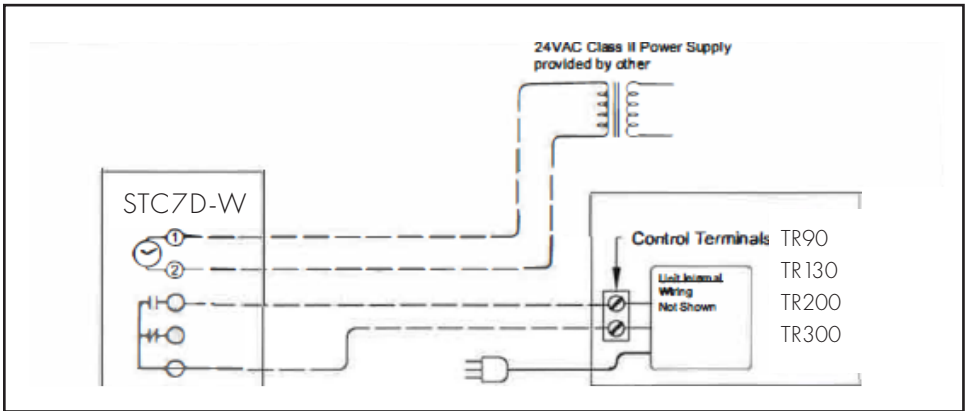 24VAC Class II Power Supply
provided by other
STC7D-W
1
2
Control Terminals
TR90
TR130
TR200
TR300
Unit Internal
Wiring
Not Shown